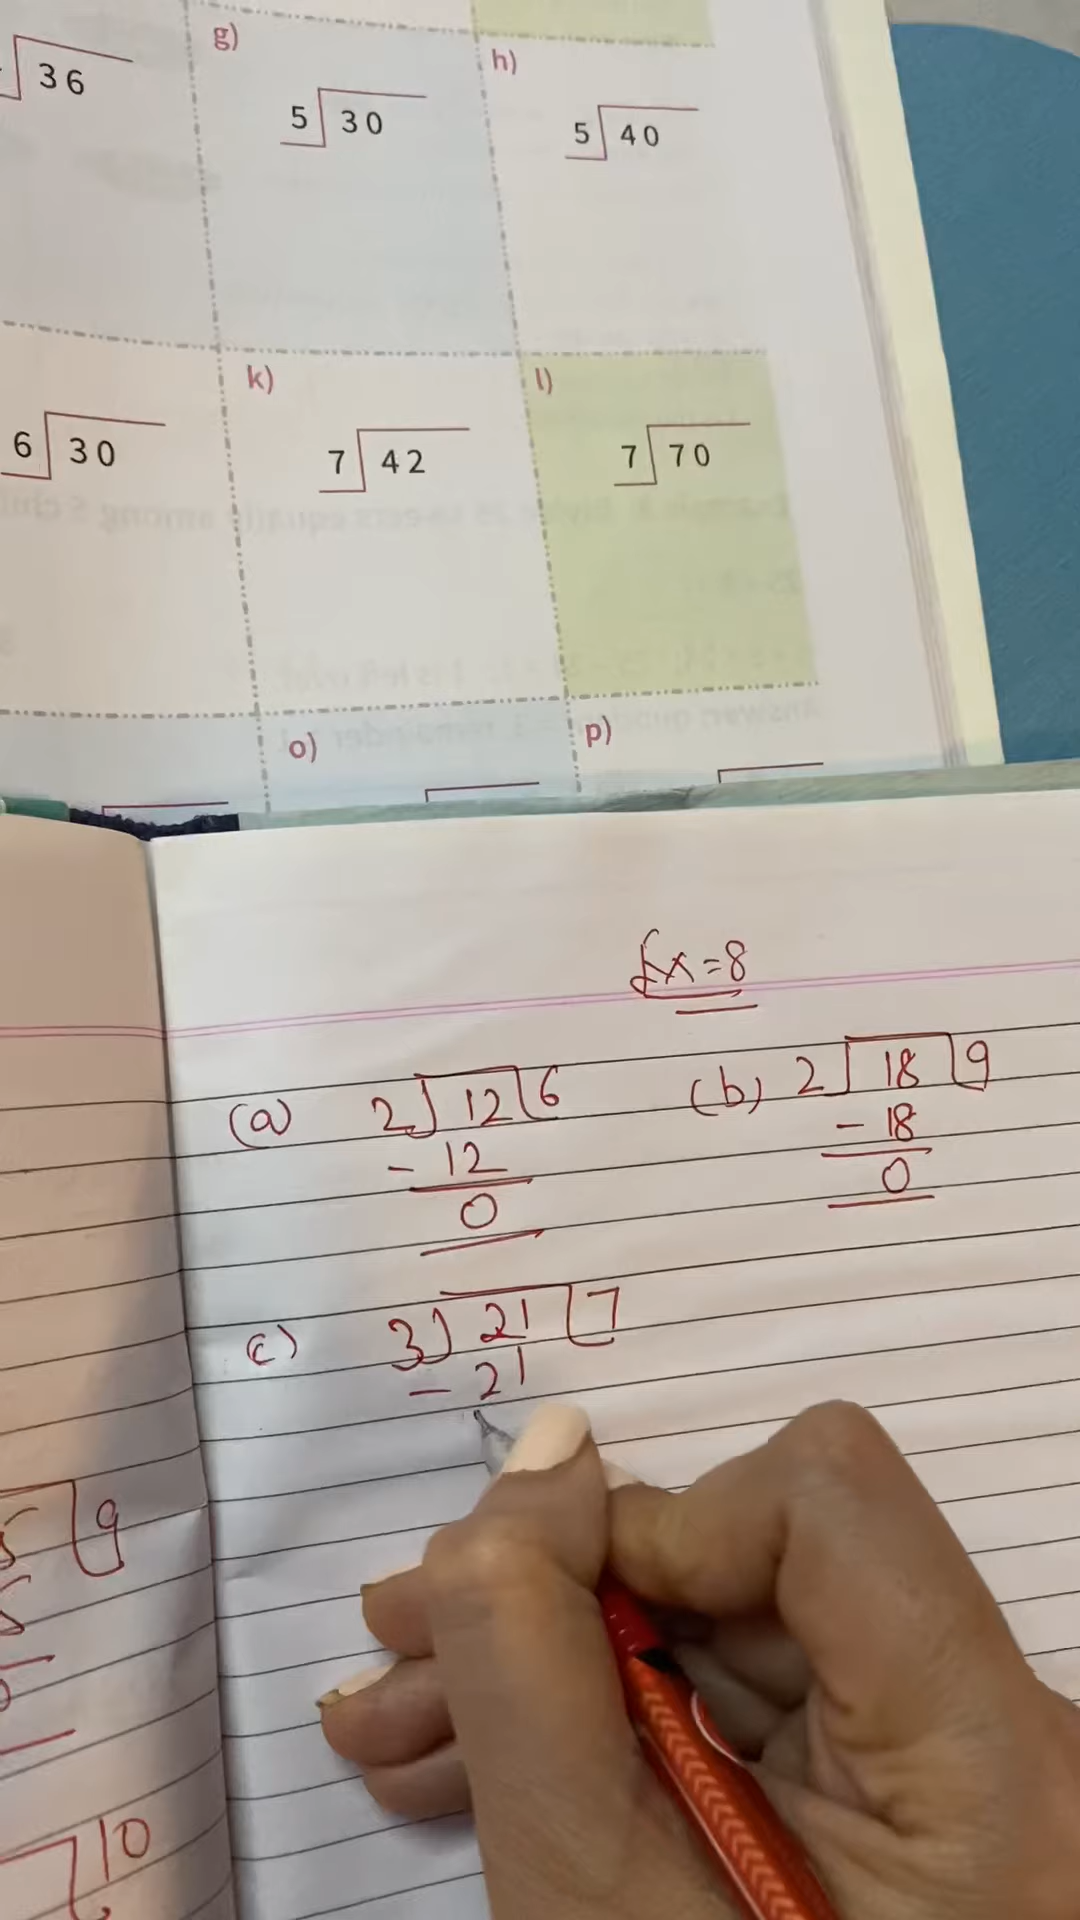 g)
36
5 30
h)
5 40
6 30
k)
7 42
l)
7 70
o)
p)
Ex=8
(a) 2 12 6
- 12
0
(b) 2 18 9
- 18
0
(c) 3 21 7
- 21
9
10